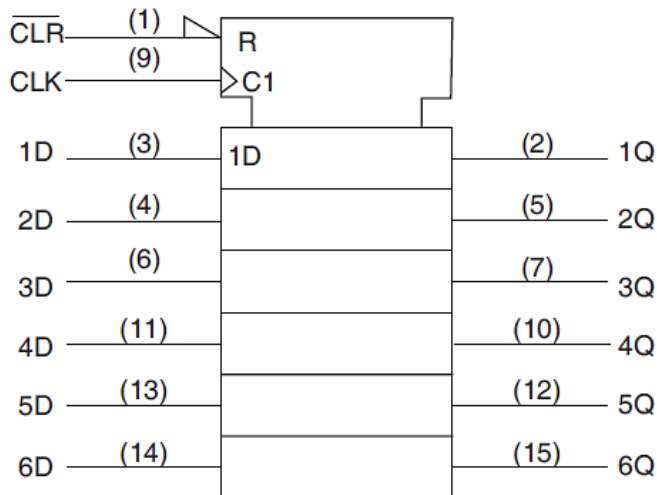 C̅L̅R̅ (1) R
CLK (9) C1
1D (3) 1D (2) 1Q
2D (4) (5) 2Q
3D (6) (7) 3Q
4D (11) (10) 4Q
5D (13) (12) 5Q
6D (14) (15) 6Q